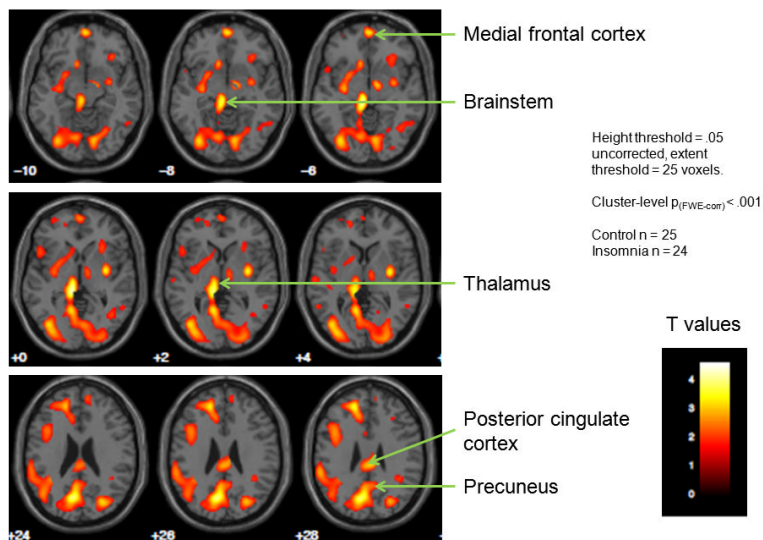 Medial frontal cortex
Brainstem
−10
−8
−6
Height threshold = .05
uncorrected, extent
threshold = 25 voxels.
Cluster-level p(FWE-corr) < .001
Control n = 25
Insomnia n = 24
Thalamus
+0
+2
+4
T values
4
3
2
1
0
Posterior cingulate
cortex
Precuneus
+24
+26
+28